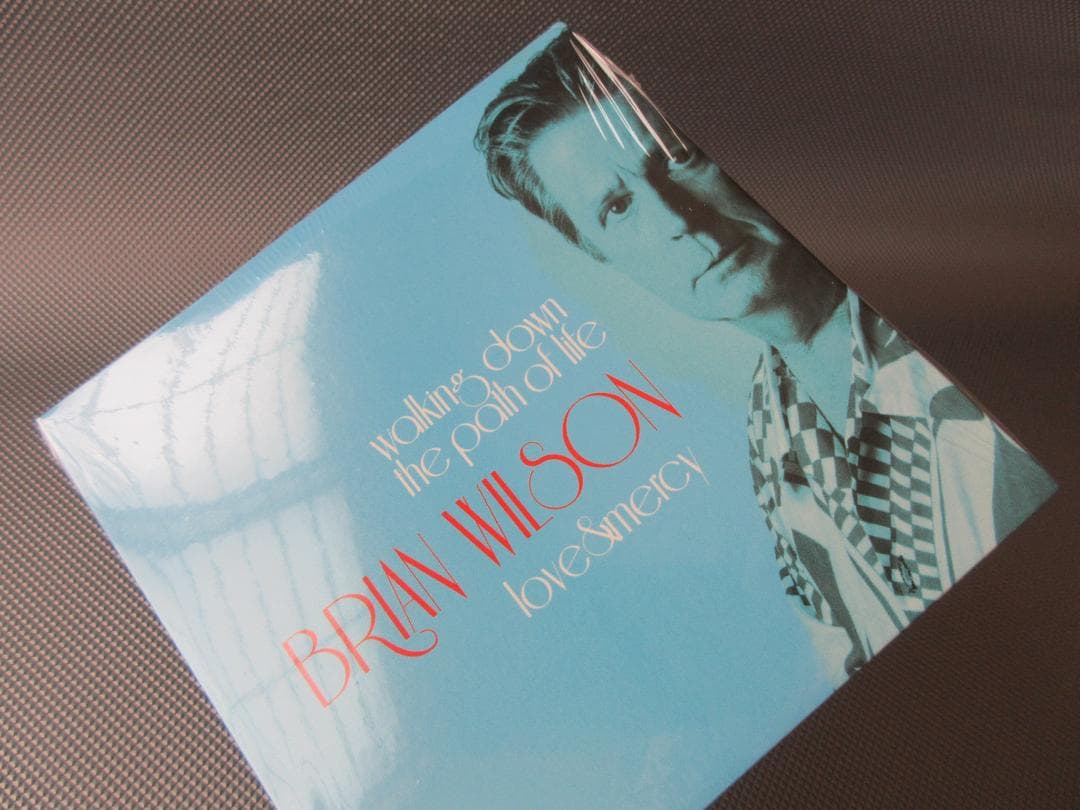 walking down
the path of life
BRIAN WILSON
love&mercy